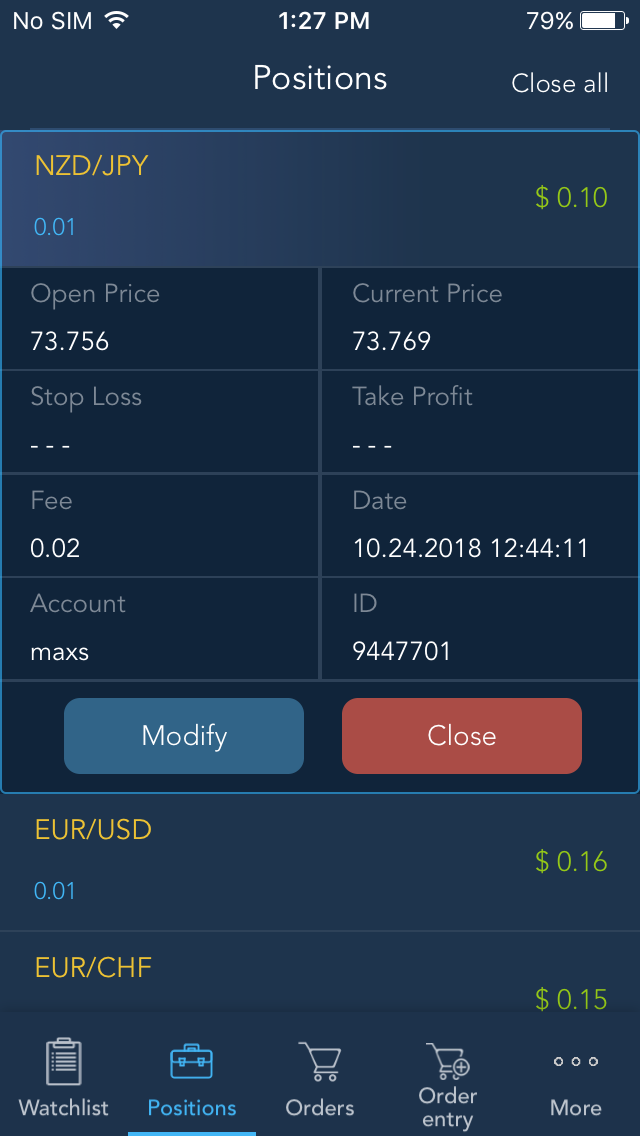 No SIM 1:27 PM 79%
Positions Close all
NZD/JPY
$ 0.10
0.01
Open Price Current Price
73.756 73.769
Stop Loss Take Profit
- - - - - -
Fee Date
0.02 10.24.2018 12:44:11
Account ID
maxs 9447701
Modify Close
EUR/USD
$ 0.16
0.01
EUR/CHF
$ 0.15
Watchlist Positions Orders Order entry More